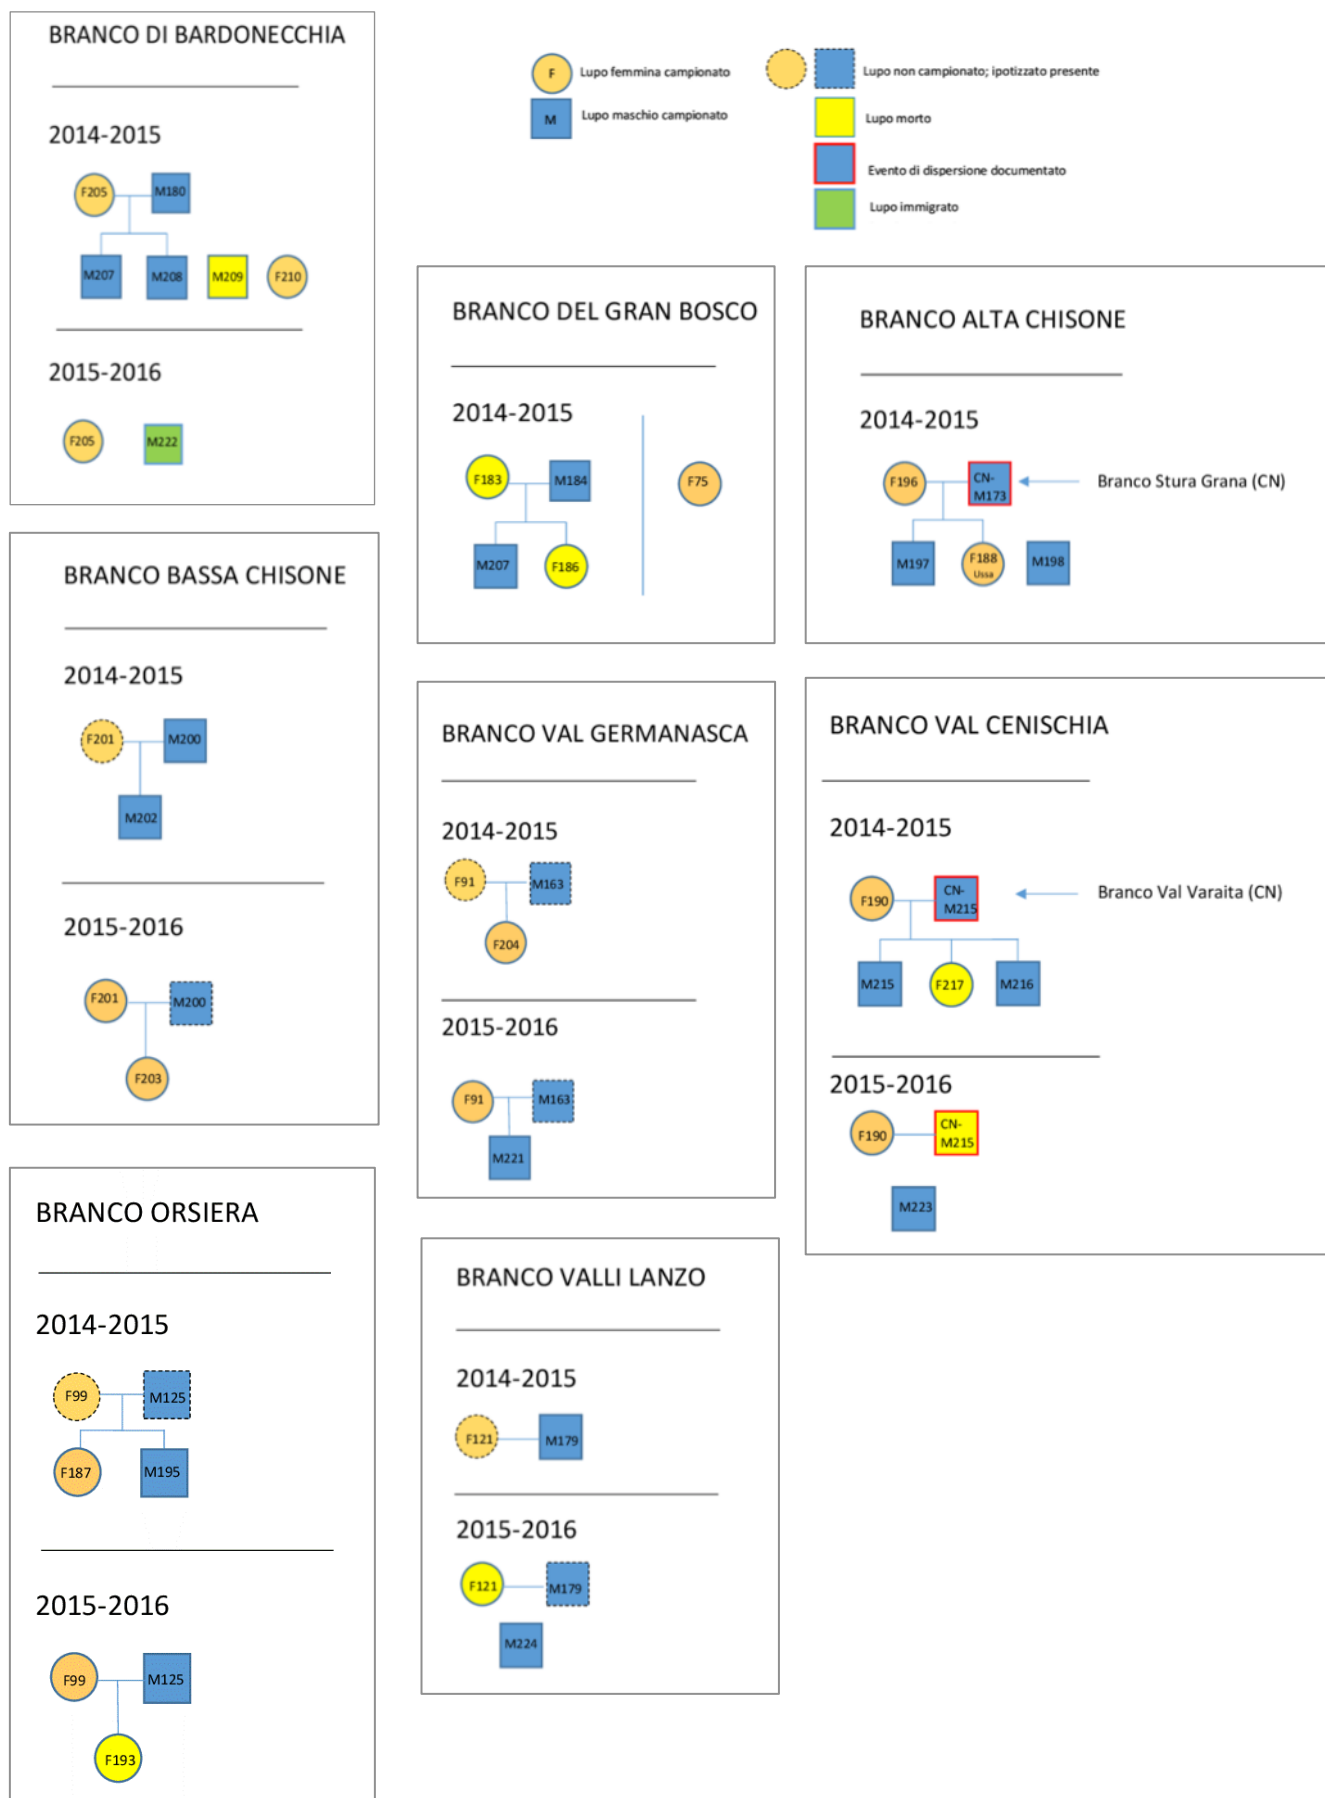 BRANCO DI BARDONECCHIA
2014-2015
F205
M180
M207
M208
M209
F210
2015-2016
F205
M222
F
Lupo femmina campionato
M
Lupo maschio campionato
Lupo non campionato; ipotizzato presente
Lupo morto
Evento di dispersione documentato
Lupo immigrato
BRANCO DEL GRAN BOSCO
2014-2015
F183
M184
F75
M207
F186
BRANCO ALTA CHISONE
2014-2015
F196
CN-
M173
Branco Stura Grana (CN)
M197
F188
Ussa
M198
BRANCO BASSA CHISONE
2014-2015
F201
M200
M202
2015-2016
F201
M200
F203
BRANCO VAL GERMANASCA
2014-2015
F91
M163
F204
2015-2016
F91
M163
M221
BRANCO VAL CENISCHIA
2014-2015
F190
CN-
M215
Branco Val Varaita (CN)
M215
F217
M216
2015-2016
F190
CN-
M215
M223
BRANCO ORSIERA
2014-2015
F99
M125
F187
M195
2015-2016
F99
M125
F193
BRANCO VALLI LANZO
2014-2015
F121
M179
2015-2016
F121
M179
M224